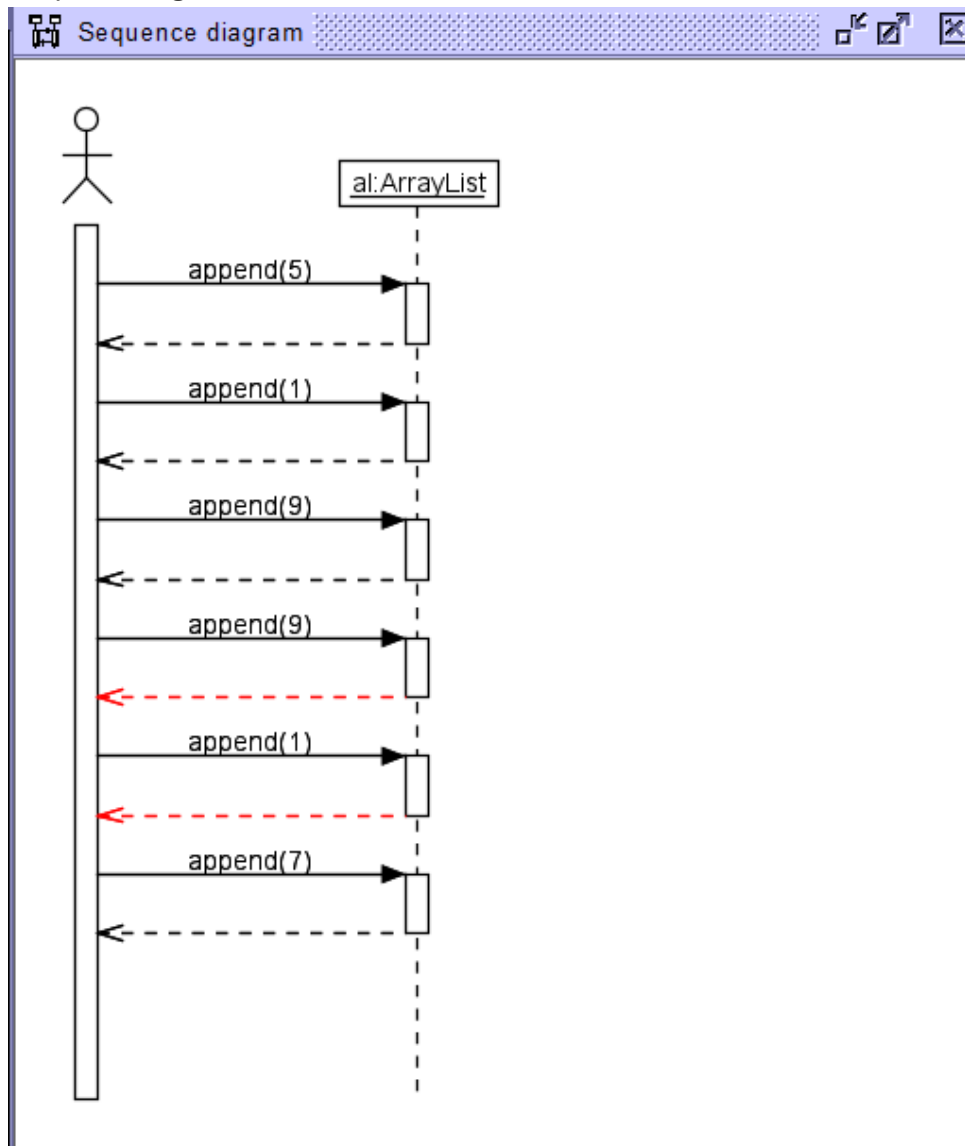 Sequence diagram
al:ArrayList
append(5)
append(1)
append(9)
append(9)
append(1)
append(7)